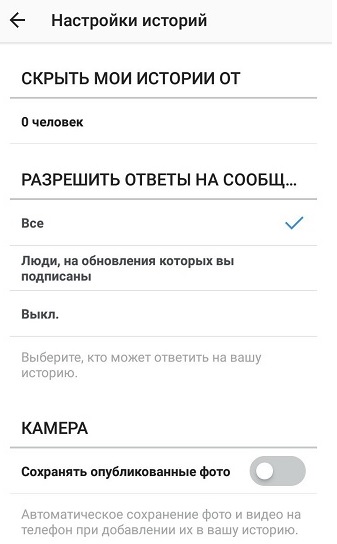 Настройки историй
СКРЫТЬ МОИ ИСТОРИИ ОТ
0 человек
РАЗРЕШИТЬ ОТВЕТЫ НА СООБЩ...
Все
Люди, на обновления которых вы
подписаны
Выкл.
Выберите, кто может ответить на вашу
историю.
КАМЕРА
Сохранять опубликованные фото
Автоматическое сохранение фото и видео на
телефон при добавлении их в вашу историю.